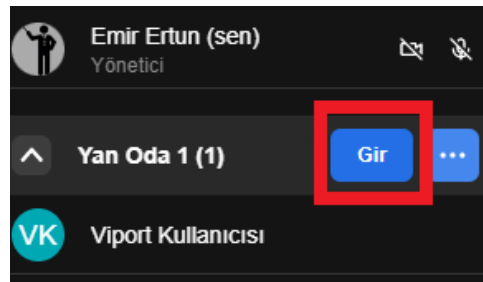 Emir Ertun (sen)
Yönetici
Yan Oda 1 (1)
Gir
VK
Viport Kullanıcısı